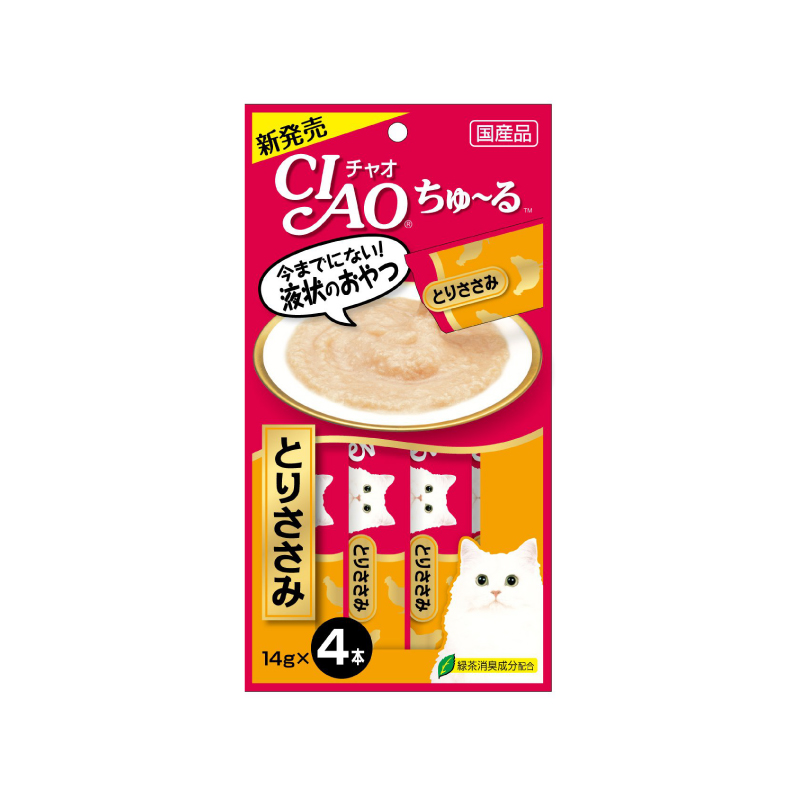 新発売
国産品
CIAO
チャオ
ちゅ～る™
®
今までにない!
液状のおやつ
とりささみ
とりささみ
とりささみ
とりささみ
14g×4本
緑茶消臭成分配合